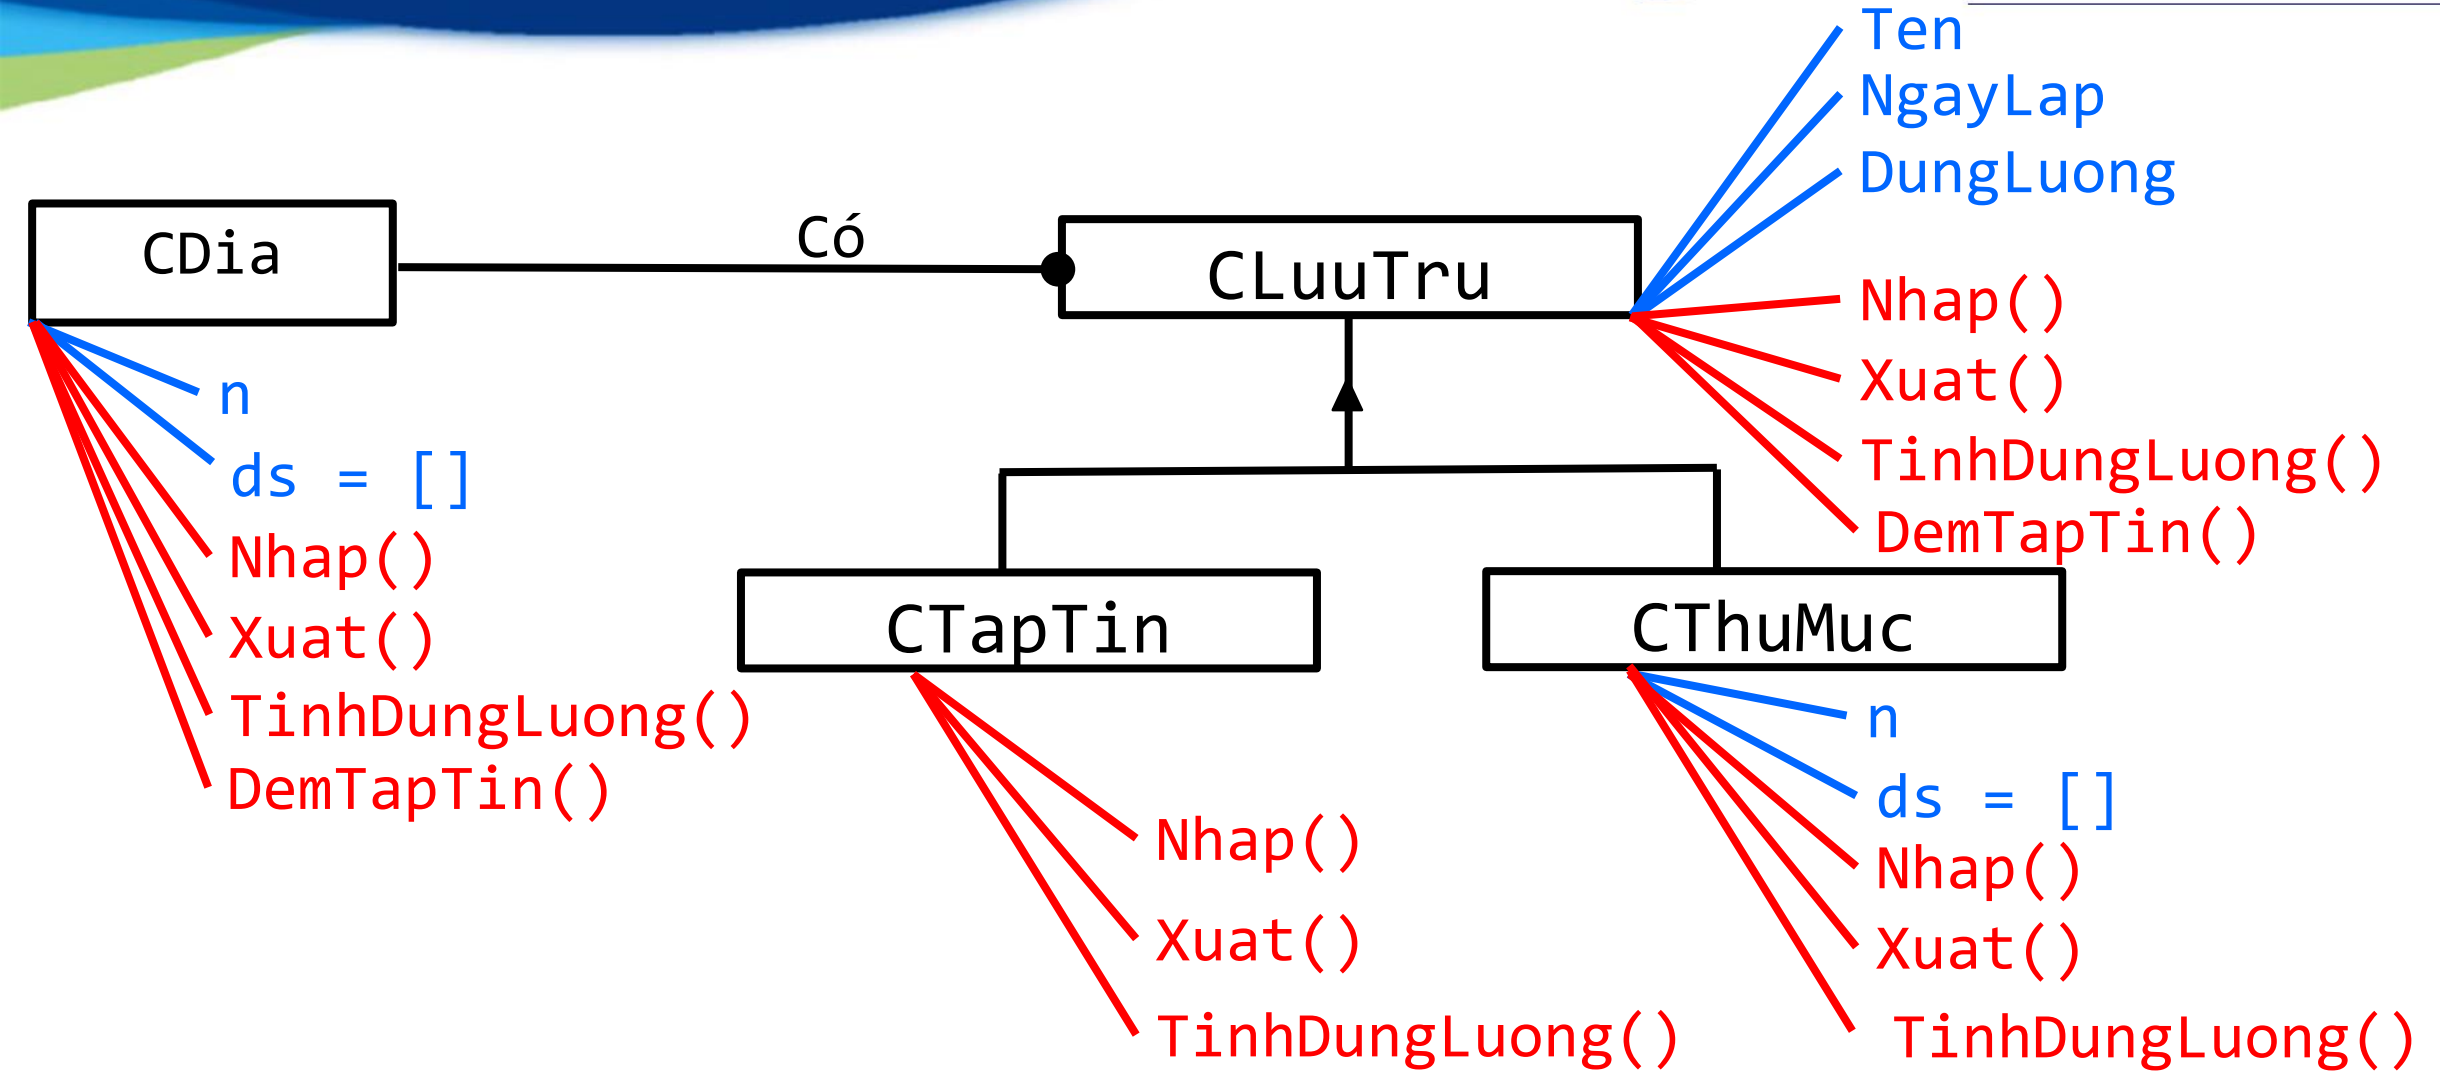 CDia
n
ds = []
Nhap()
Xuat()
TinhDungLuong()
DemTapTin()
Có
CLuuTru
Ten
NgayLap
DungLuong
Nhap()
Xuat()
TinhDungLuong()
DemTapTin()
CTapTin
Nhap()
Xuat()
TinhDungLuong()
CThuMuc
n
ds = []
Nhap()
Xuat()
TinhDungLuong()